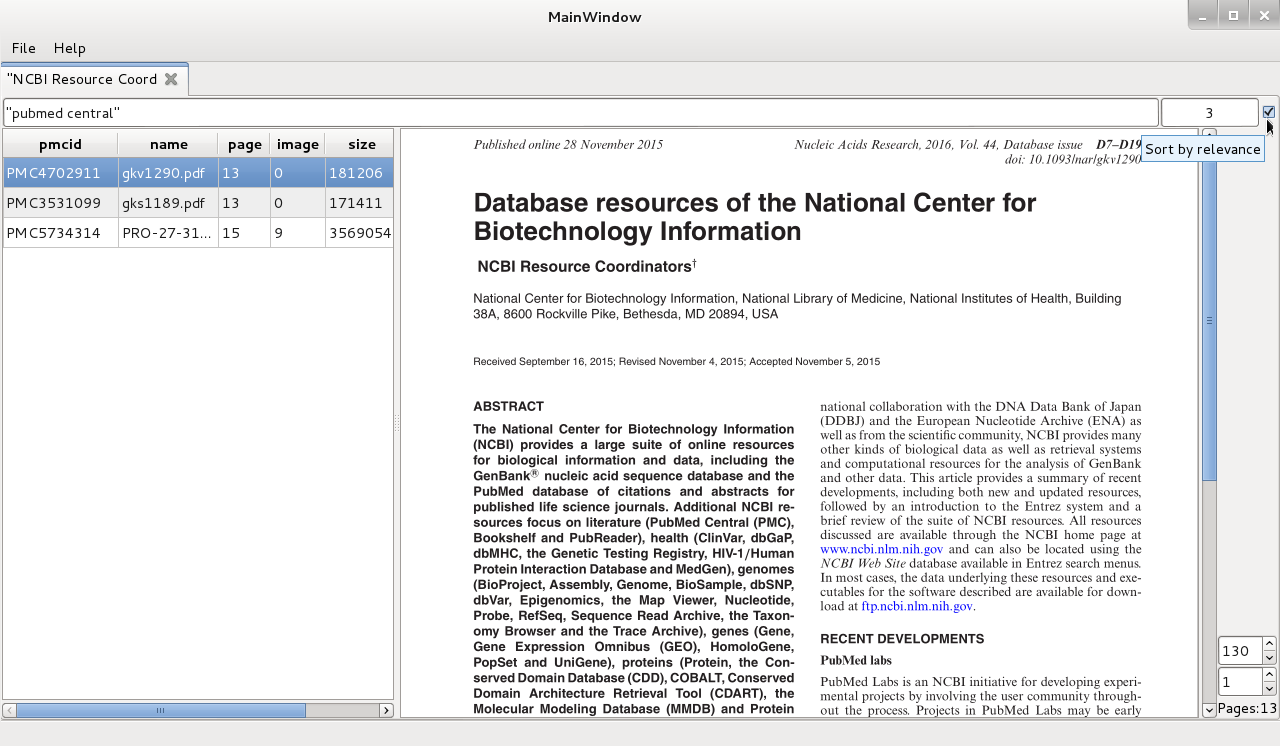 MainWindow
File Help
"NCBI Resource Coord
"pubmed central"
3
Sort by relevance
pmcid name page image size
PMC4702911 gkv1290.pdf 13 0 181206
PMC3531099 gks1189.pdf 13 0 171411
PMC5734314 PRO-27-31... 15 9 3569054
Published online 28 November 2015
Nucleic Acids Research, 2016, Vol. 44, Database issue D7–D19
doi: 10.1093/nar/gkv1290
Database resources of the National Center for
Biotechnology Information
NCBI Resource Coordinators†
National Center for Biotechnology Information, National Library of Medicine, National Institutes of Health, Building
38A, 8600 Rockville Pike, Bethesda, MD 20894, USA
Received September 16, 2015; Revised November 4, 2015; Accepted November 5, 2015
ABSTRACT
The National Center for Biotechnology Information
(NCBI) provides a large suite of online resources
for biological information and data, including the
GenBank® nucleic acid sequence database and the
PubMed database of citations and abstracts for
published life science journals. Additional NCBI re-
sources focus on literature (PubMed Central (PMC),
Bookshelf and PubReader), health (ClinVar, dbGaP,
dbMHC, the Genetic Testing Registry, HIV-1/Human
Protein Interaction Database and MedGen), genomes
(BioProject, Assembly, Genome, BioSample, dbSNP,
dbVar, Epigenomics, the Map Viewer, Nucleotide,
Probe, RefSeq, Sequence Read Archive, the Taxon-
omy Browser and the Trace Archive), genes (Gene,
Gene Expression Omnibus (GEO), HomoloGene,
PopSet and UniGene), proteins (Protein, the Con-
served Domain Database (CDD), COBALT, Conserved
Domain Architecture Retrieval Tool (CDART), the
Molecular Modeling Database (MMDB) and Protein
national collaboration with the DNA Data Bank of Japan
(DDBJ) and the European Nucleotide Archive (ENA) as
well as from the scientific community, NCBI provides many
other kinds of biological data as well as retrieval systems
and computational resources for the analysis of GenBank
and other data. This article provides a summary of recent
developments, including both new and updated resources,
followed by an introduction to the Entrez system and a
brief review of the suite of NCBI resources. All resources
discussed are available through the NCBI home page at
www.ncbi.nlm.nih.gov and can also be located using the
NCBI Web Site database available in Entrez search menus.
In most cases, the data underlying these resources and exe-
cutables for the software described are available for down-
load at ftp.ncbi.nlm.nih.gov.
RECENT DEVELOPMENTS
PubMed labs
PubMed Labs is an NCBI initiative for developing experi-
mental projects by involving the user community through-
out the process. Projects in PubMed Labs may be early
130
1
Pages:13